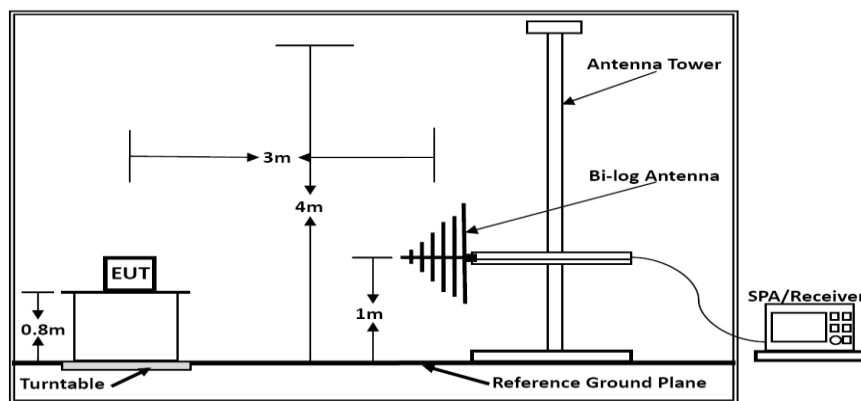 Antenna Tower
3m
Bi-log Antenna
4m
EUT
SPA/Receiver
0.8m
1m
Turntable
Reference Ground Plane